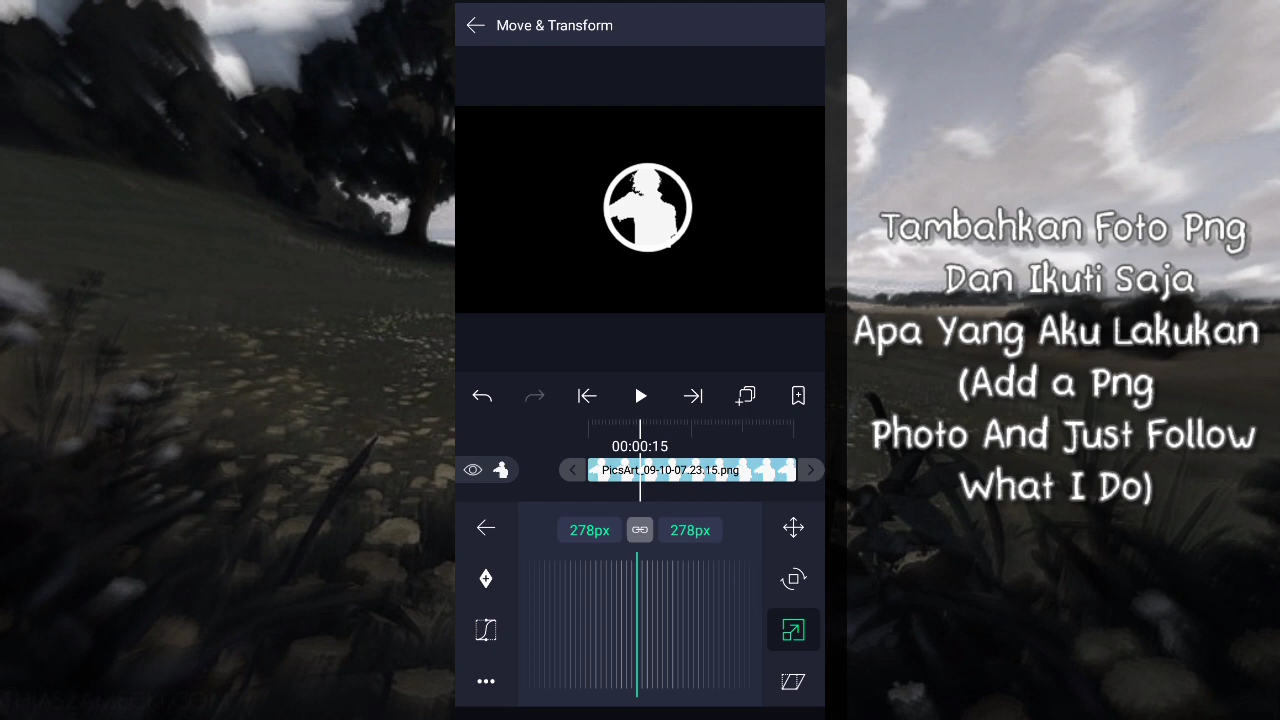 Move & Transform
00:00:15
PicsArt_09-10-07.23.15.png
278px
278px
Tambahkan Foto Png
Dan Ikuti Saja
Apa Yang Aku Lakukan
(Add a Png
Photo And Just Follow
What I Do)